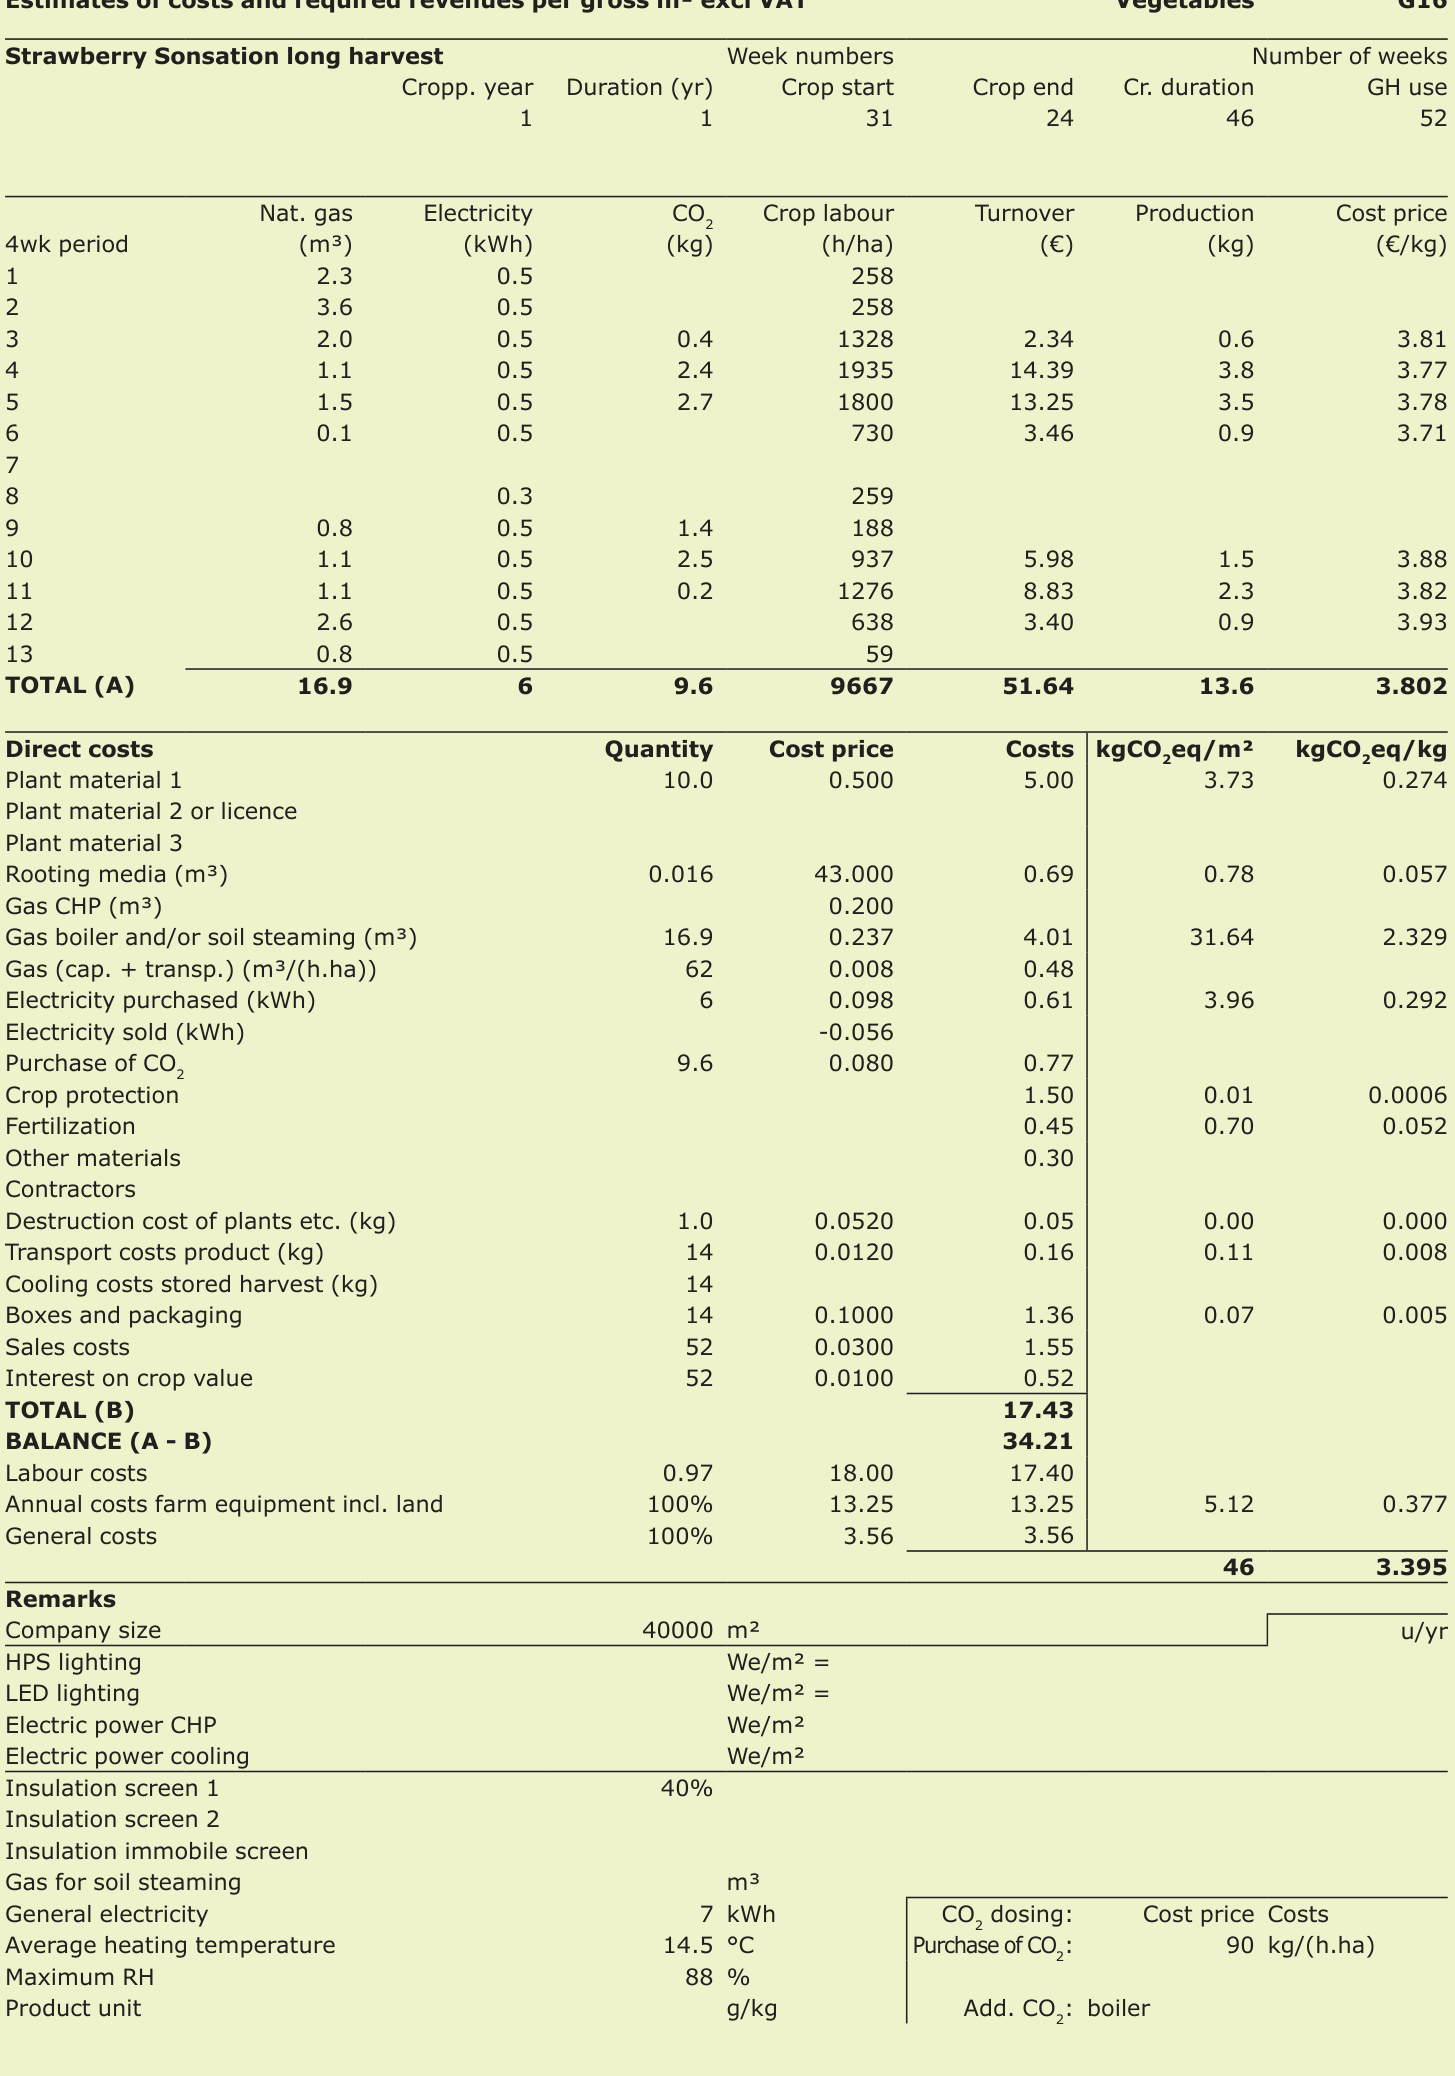 Estimates of costs and required revenues per gross m² excl VAT Vegetables G16
Strawberry Sonsation long harvest Week numbers Number of weeks
Cropp. year Duration (yr) Crop start Crop end Cr. duration GH use
1 1 31 24 46 52
Nat. gas Electricity CO₂ Crop labour Turnover Production Cost price
4wk period (m³) (kWh) (kg) (h/ha) (€) (kg) (€/kg)
1 2.3 0.5 258
2 3.6 0.5 258
3 2.0 0.5 0.4 1328 2.34 0.6 3.81
4 1.1 0.5 2.4 1935 14.39 3.8 3.77
5 1.5 0.5 2.7 1800 13.25 3.5 3.78
6 0.1 0.5 730 3.46 0.9 3.71
7
8 0.3 259
9 0.8 0.5 1.4 188
10 1.1 0.5 2.5 937 5.98 1.5 3.88
11 1.1 0.5 0.2 1276 8.83 2.3 3.82
12 2.6 0.5 638 3.40 0.9 3.93
13 0.8 0.5 59
TOTAL (A) 16.9 6 9.6 9667 51.64 13.6 3.802
Direct costs Quantity Cost price Costs kgCO₂eq/m² kgCO₂eq/kg
Plant material 1 10.0 0.500 5.00 3.73 0.274
Plant material 2 or licence
Plant material 3
Rooting media (m³) 0.016 43.000 0.69 0.78 0.057
Gas CHP (m³) 0.200
Gas boiler and/or soil steaming (m³) 16.9 0.237 4.01 31.64 2.329
Gas (cap. + transp.) (m³/(h.ha)) 62 0.008 0.48
Electricity purchased (kWh) 6 0.098 0.61 3.96 0.292
Electricity sold (kWh) -0.056
Purchase of CO₂ 9.6 0.080 0.77
Crop protection 1.50 0.01 0.0006
Fertilization 0.45 0.70 0.052
Other materials 0.30
Contractors
Destruction cost of plants etc. (kg) 1.0 0.0520 0.05 0.00 0.000
Transport costs product (kg) 14 0.0120 0.16 0.11 0.008
Cooling costs stored harvest (kg) 14
Boxes and packaging 14 0.1000 1.36 0.07 0.005
Sales costs 52 0.0300 1.55
Interest on crop value 52 0.0100 0.52
TOTAL (B) 17.43
BALANCE (A - B) 34.21
Labour costs 0.97 18.00 17.40
Annual costs farm equipment incl. land 100% 13.25 13.25 5.12 0.377
General costs 100% 3.56 3.56
46 3.395
Remarks
Company size 40000 m² u/yr
HPS lighting We/m² =
LED lighting We/m² =
Electric power CHP We/m²
Electric power cooling We/m²
Insulation screen 1 40%
Insulation screen 2
Insulation immobile screen
Gas for soil steaming m³
General electricity 7 kWh CO₂ dosing: Cost price Costs
Average heating temperature 14.5 °C Purchase of CO₂: 90 kg/(h.ha)
Maximum RH 88 %
Product unit g/kg Add. CO₂: boiler